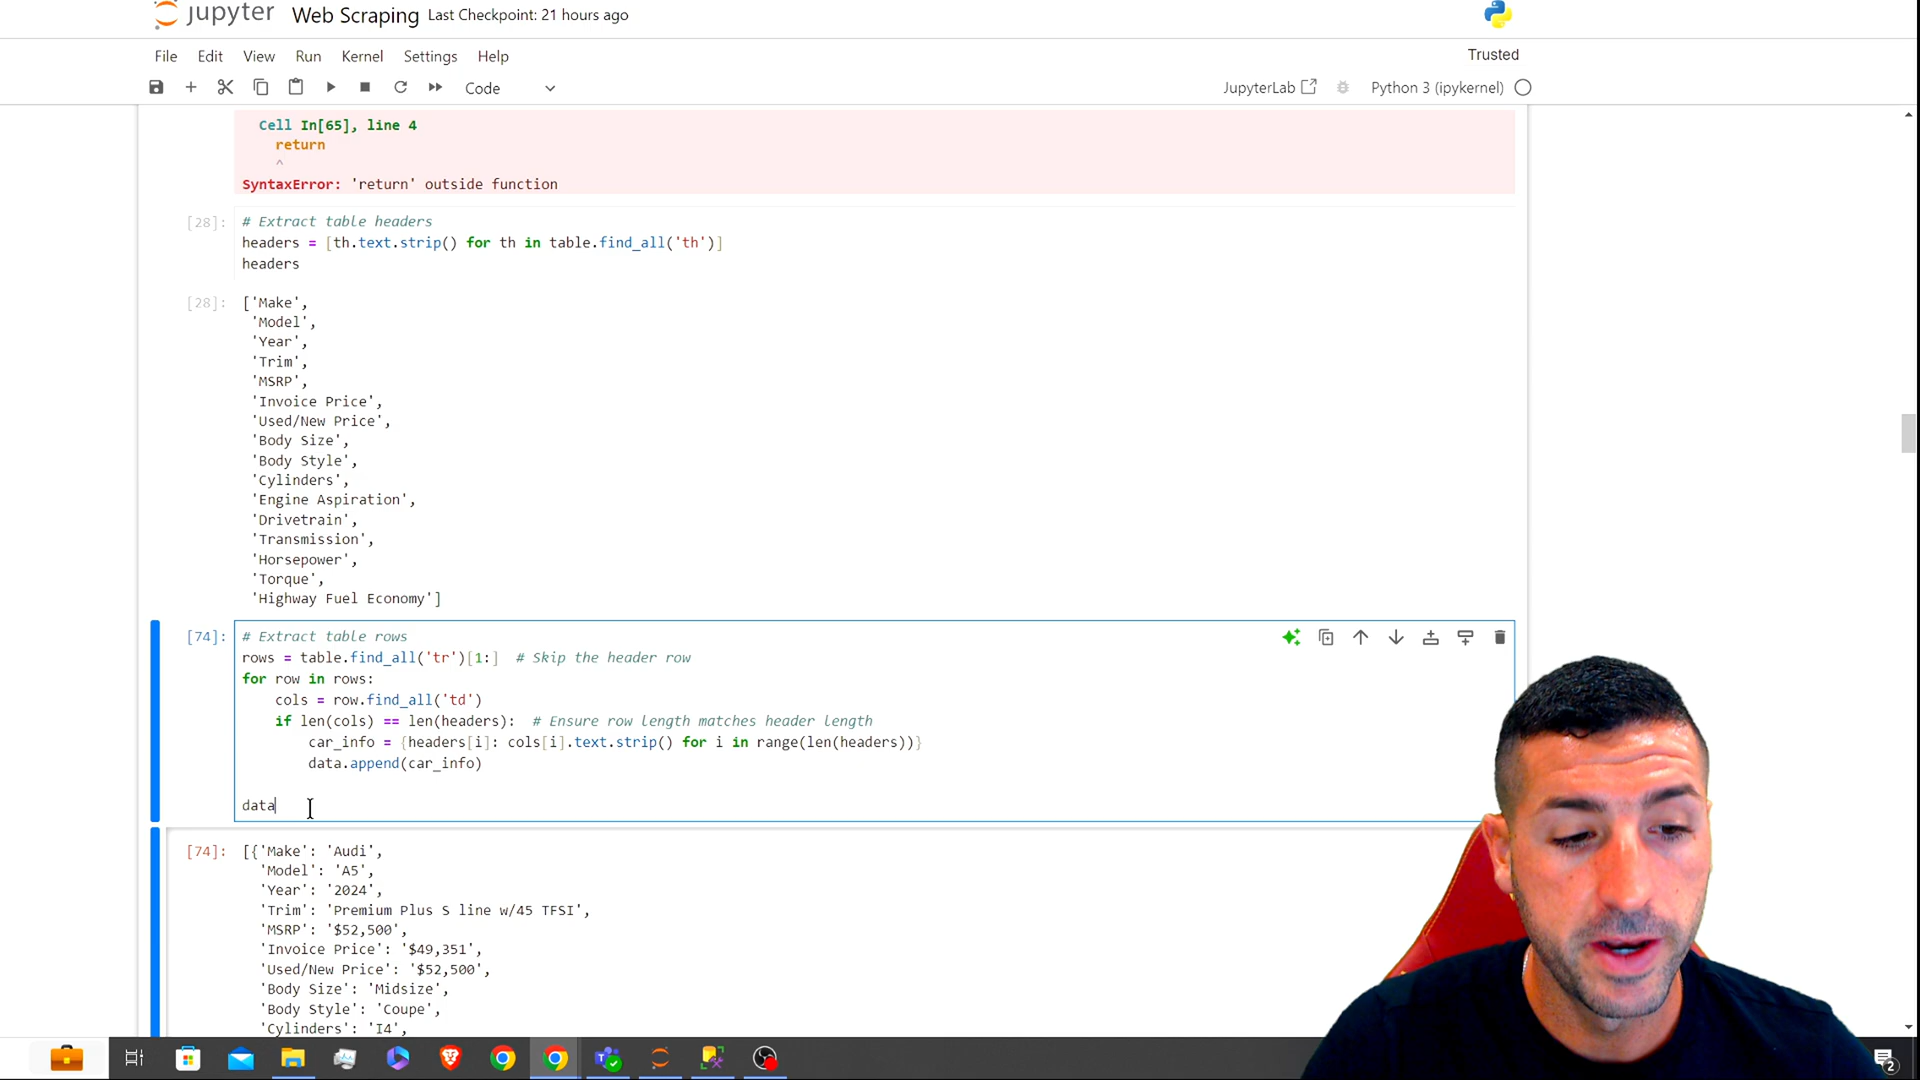 jupyter Web Scraping Last Checkpoint: 21 hours ago
File Edit View Run Kernel Settings Help Trusted
Code JupyterLab Python 3 (ipykernel)
Cell In[65], line 4
return
^
SyntaxError: 'return' outside function
[28]: # Extract table headers
headers = [th.text.strip() for th in table.find_all('th')]
headers
[28]: ['Make',
'Model',
'Year',
'Trim',
'MSRP',
'Invoice Price',
'Used/New Price',
'Body Size',
'Body Style',
'Cylinders',
'Engine Aspiration',
'Drivetrain',
'Transmission',
'Horsepower',
'Torque',
'Highway Fuel Economy']
[74]: # Extract table rows
rows = table.find_all('tr')[1:] # Skip the header row
for row in rows:
cols = row.find_all('td')
if len(cols) == len(headers): # Ensure row length matches header length
car_info = {headers[i]: cols[i].text.strip() for i in range(len(headers))}
data.append(car_info)
data
[74]: [{'Make': 'Audi',
'Model': 'A5',
'Year': '2024',
'Trim': 'Premium Plus S line w/45 TFSI',
'MSRP': '$52,500',
'Invoice Price': '$49,351',
'Used/New Price': '$52,500',
'Body Size': 'Midsize',
'Body Style': 'Coupe',
'Cylinders': 'I4',
2